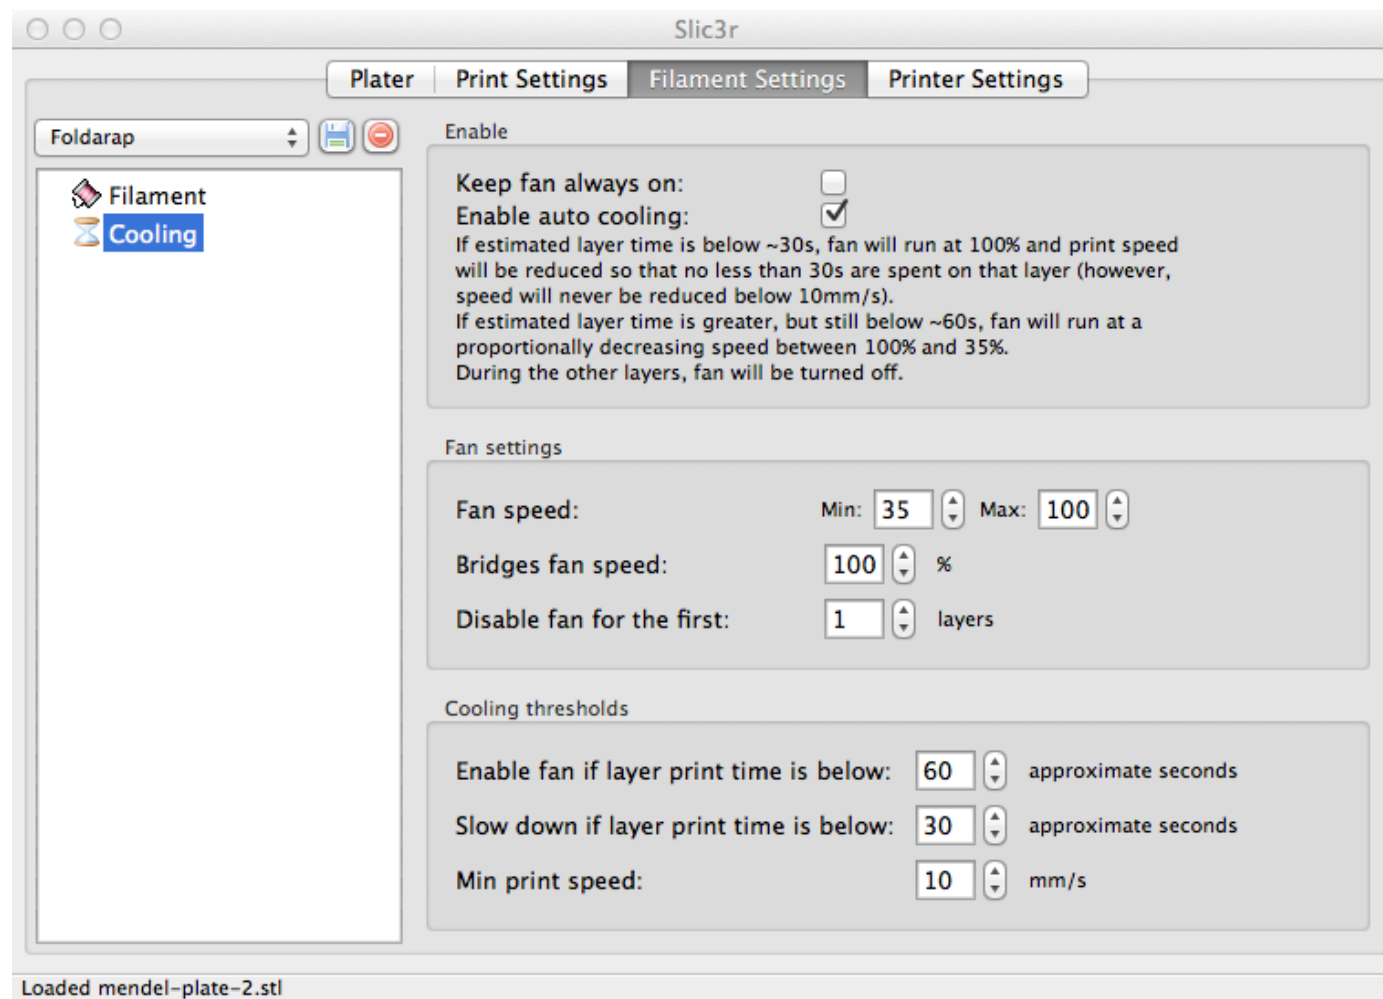 Slic3r
Plater Print Settings Filament Settings Printer Settings
Foldarap
Filament
Cooling
Enable
Keep fan always on:
Enable auto cooling:
If estimated layer time is below ~30s, fan will run at 100% and print speed
will be reduced so that no less than 30s are spent on that layer (however,
speed will never be reduced below 10mm/s).
If estimated layer time is greater, but still below ~60s, fan will run at a
proportionally decreasing speed between 100% and 35%.
During the other layers, fan will be turned off.
Fan settings
Fan speed: Min: 35 Max: 100
Bridges fan speed: 100 %
Disable fan for the first: 1 layers
Cooling thresholds
Enable fan if layer print time is below: 60 approximate seconds
Slow down if layer print time is below: 30 approximate seconds
Min print speed: 10 mm/s
Loaded mendel-plate-2.stl